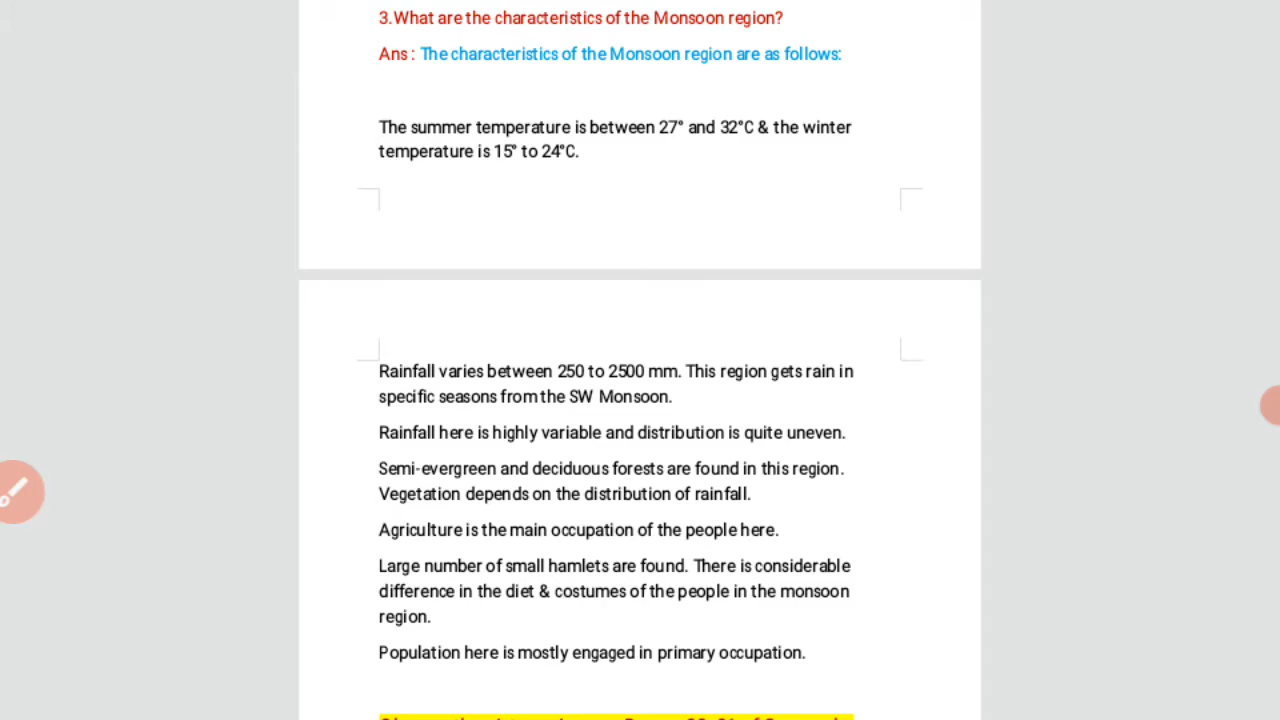 3.What are the characteristics of the Monsoon region?
Ans : The characteristics of the Monsoon region are as follows:
The summer temperature is between 27° and 32°C & the winter
temperature is 15° to 24°C.
Rainfall varies between 250 to 2500 mm. This region gets rain in
specific seasons from the SW Monsoon.
Rainfall here is highly variable and distribution is quite uneven.
Semi-evergreen and deciduous forests are found in this region.
Vegetation depends on the distribution of rainfall.
Agriculture is the main occupation of the people here.
Large number of small hamlets are found. There is considerable
difference in the diet & costumes of the people in the monsoon
region.
Population here is mostly engaged in primary occupation.